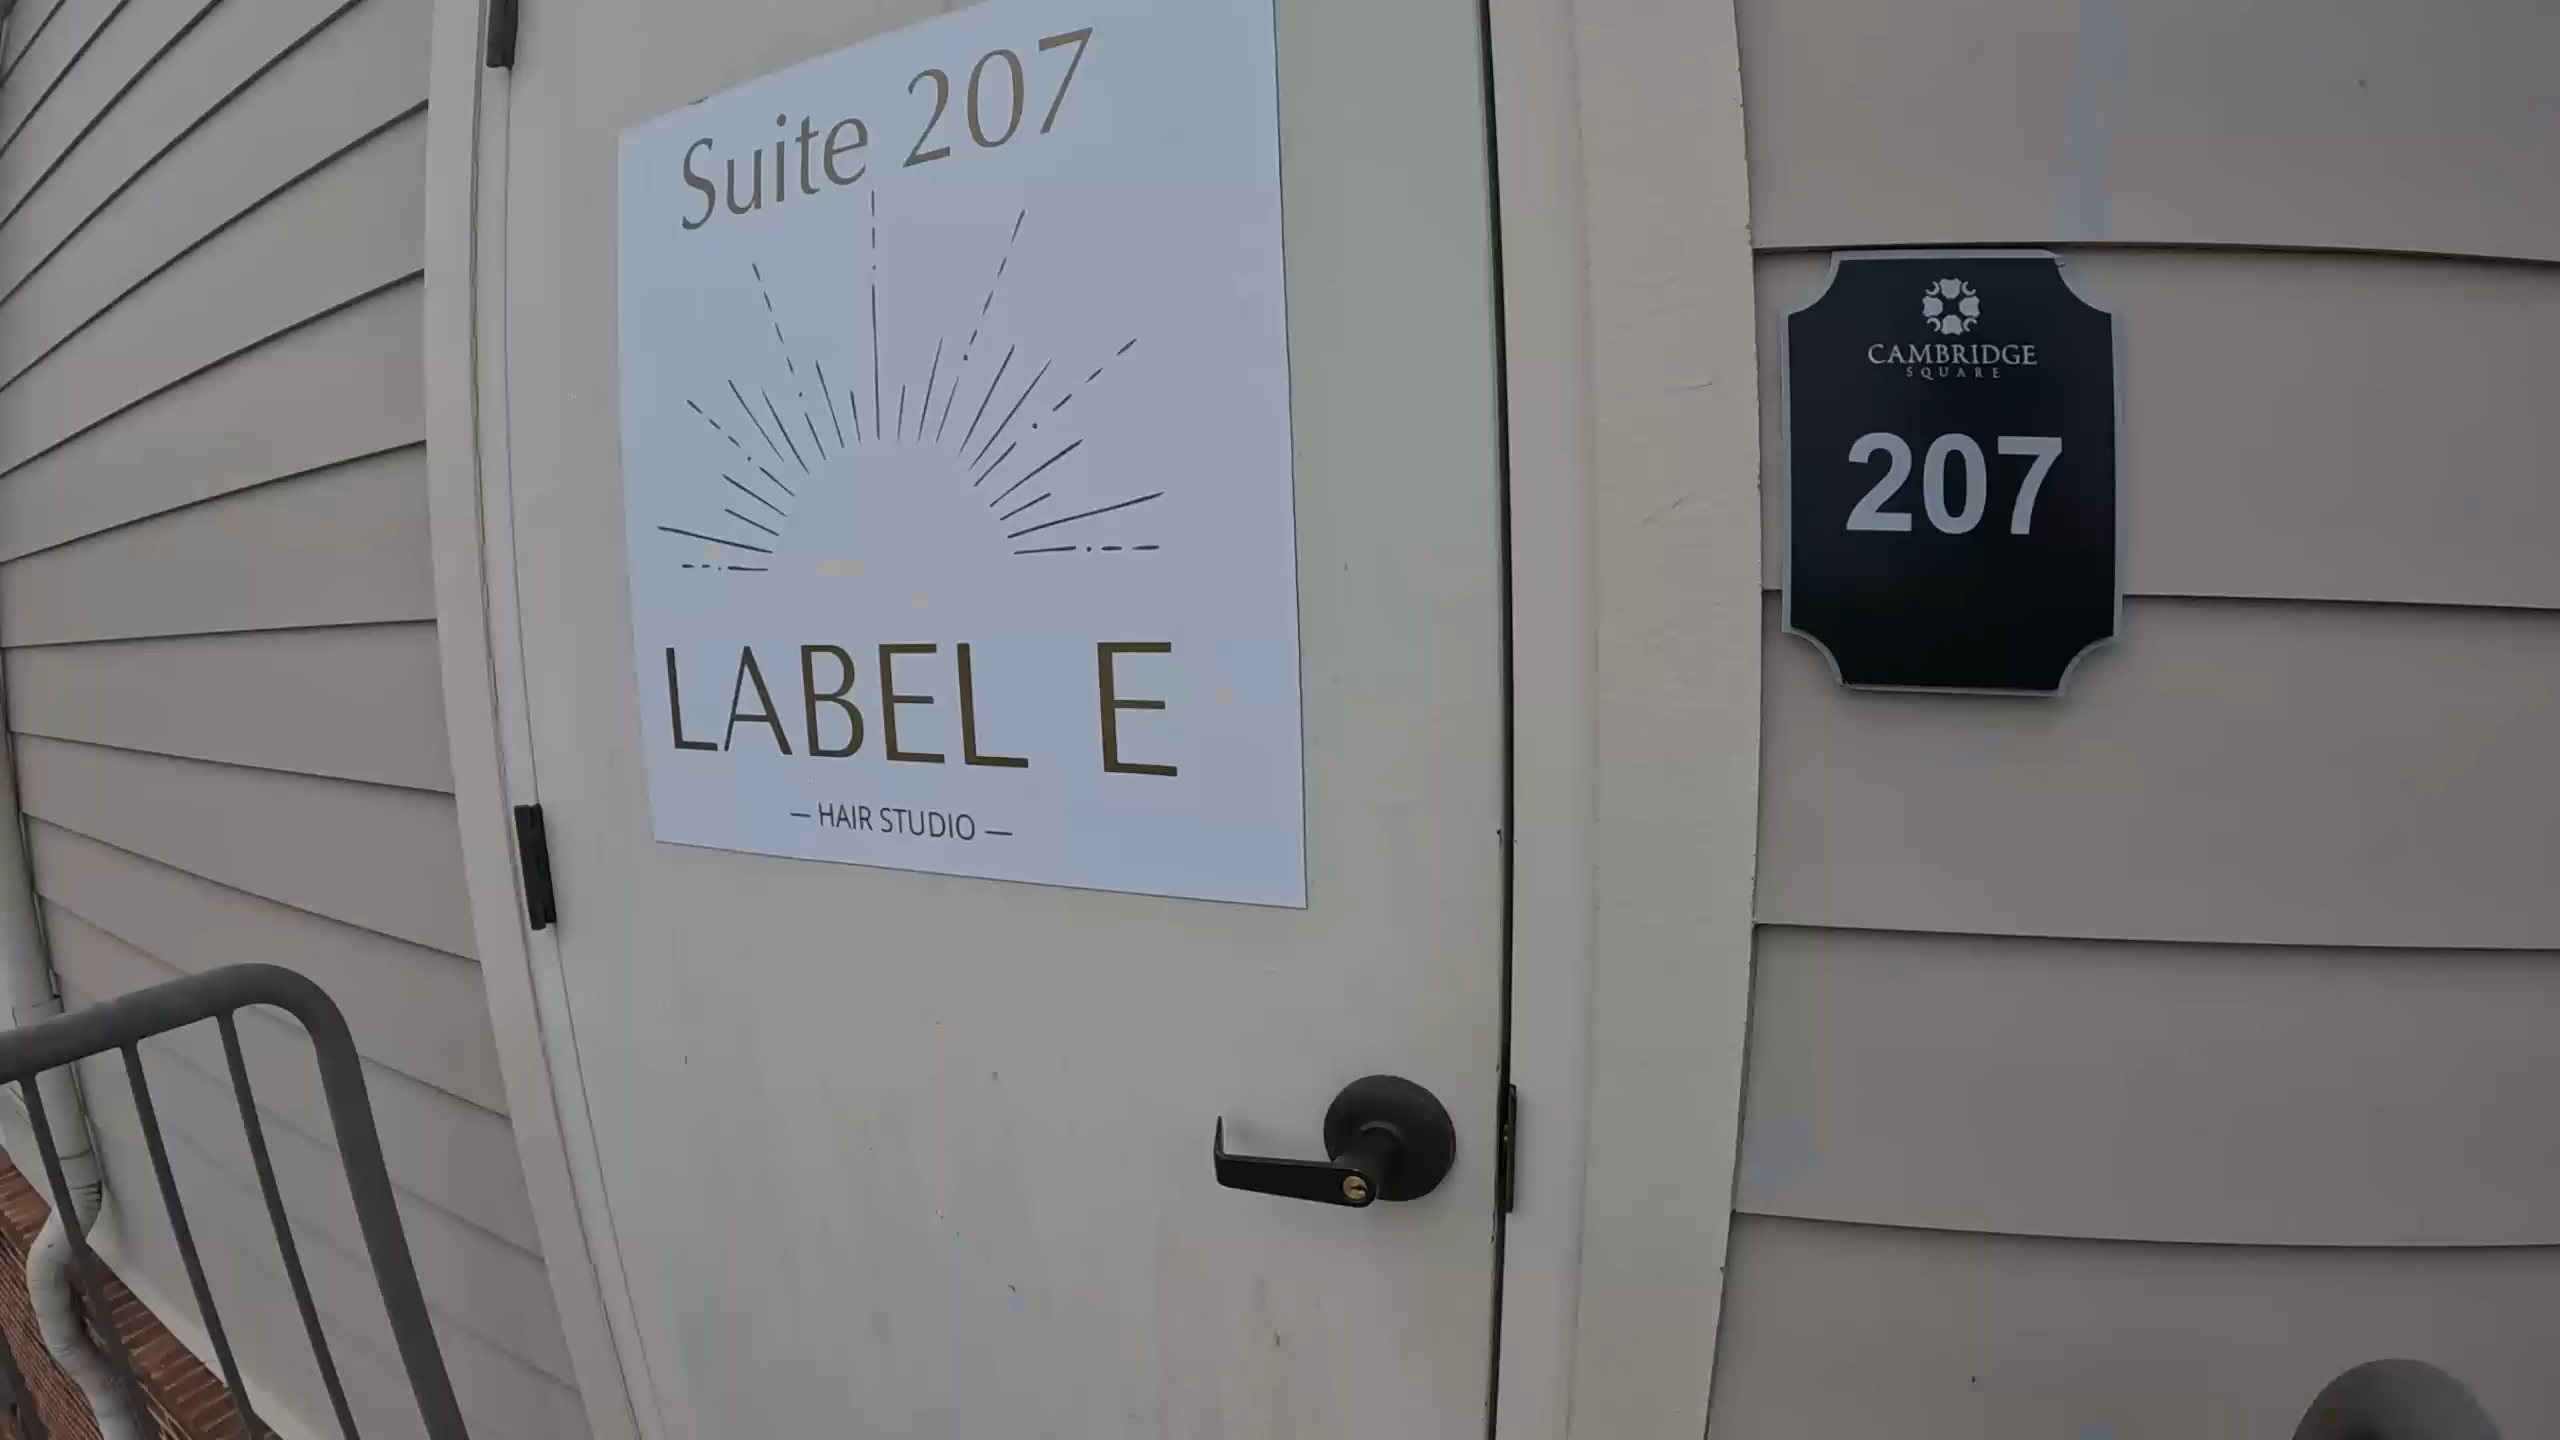 Suite 207
LABEL E
— HAIR STUDIO —
CAMBRIDGE
SQUARE
207